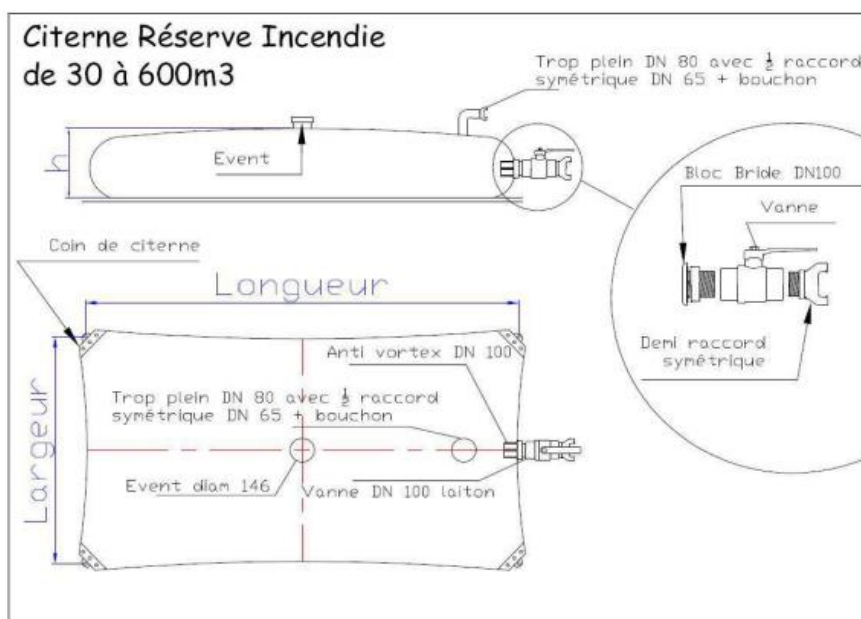 Citerne Réserve Incendie
de 30 à 600m3
Trop plein DN 80 avec ½ raccord
symétrique DN 65 + bouchon
h
Event
Bloc Bride DN100
Vanne
Coin de citerne
Longueur
Demi raccord
symétrique
Anti vortex DN 100
Trop plein DN 80 avec ½ raccord
symétrique DN 65 + bouchon
Largeur
Event diam 146
Vanne DN 100 laiton